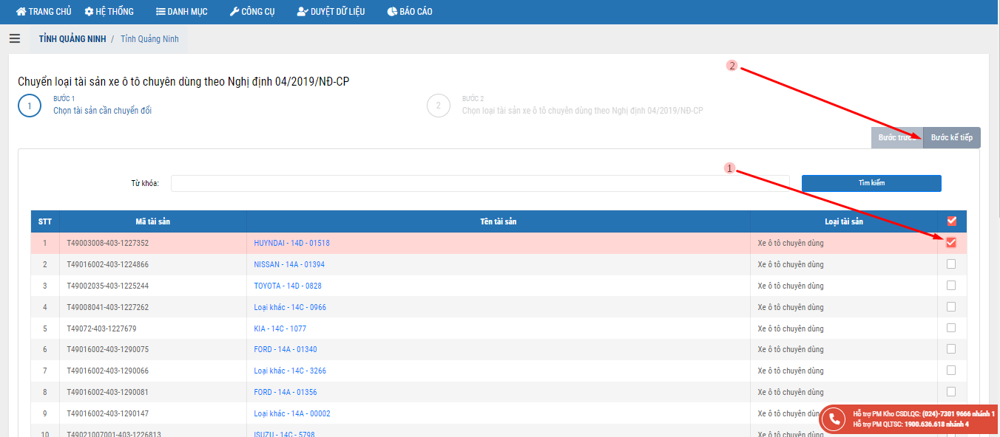 TRANG CHỦ HỆ THỐNG DANH MỤC CÔNG CỤ DUYỆT DỮ LIỆU BÁO CÁO
TỈNH QUẢNG NINH / Tỉnh Quảng Ninh
2
Chuyển loại tài sản xe ô tô chuyên dùng theo Nghị định 04/2019/NĐ-CP
1 BƯỚC 1
Chọn tài sản cần chuyển đổi
2 BƯỚC 2
Chọn loại tài sản xe ô tô chuyên dùng theo Nghị định 04/2019/NĐ-CP
Bước trước Bước kế tiếp
1
Từ khóa: Tìm kiếm
STT Mã tài sản Tên tài sản Loại tài sản
1 T49003008-403-1227352 HUYNDAI - 14D - 01518 Xe ô tô chuyên dùng
2 T49016002-403-1224866 NISSAN - 14A - 01394 Xe ô tô chuyên dùng
3 T49002035-403-1225244 TOYOTA - 14D - 0828 Xe ô tô chuyên dùng
4 T49008041-403-1227262 Loại khác - 14C - 0966 Xe ô tô chuyên dùng
5 T49072-403-1227679 KIA - 14C - 1077 Xe ô tô chuyên dùng
6 T49016002-403-1290075 FORD - 14A - 01340 Xe ô tô chuyên dùng
7 T49016002-403-1290066 Loại khác - 14C - 3266 Xe ô tô chuyên dùng
8 T49016002-403-1290081 FORD - 14A - 01356 Xe ô tô chuyên dùng
9 T49016002-403-1290147 Loại khác - 14A - 00002 Xe ô tô chuyên dùng
10 T49021007001-403-1226813 ISUZU - 14C - 5798 Xe ô tô chuyên dùng
Hỗ trợ PM Kho CSDLQG: (024)-7301 9666 nhánh 1
Hỗ trợ PM QLTSC: 1900.636.618 nhánh 4